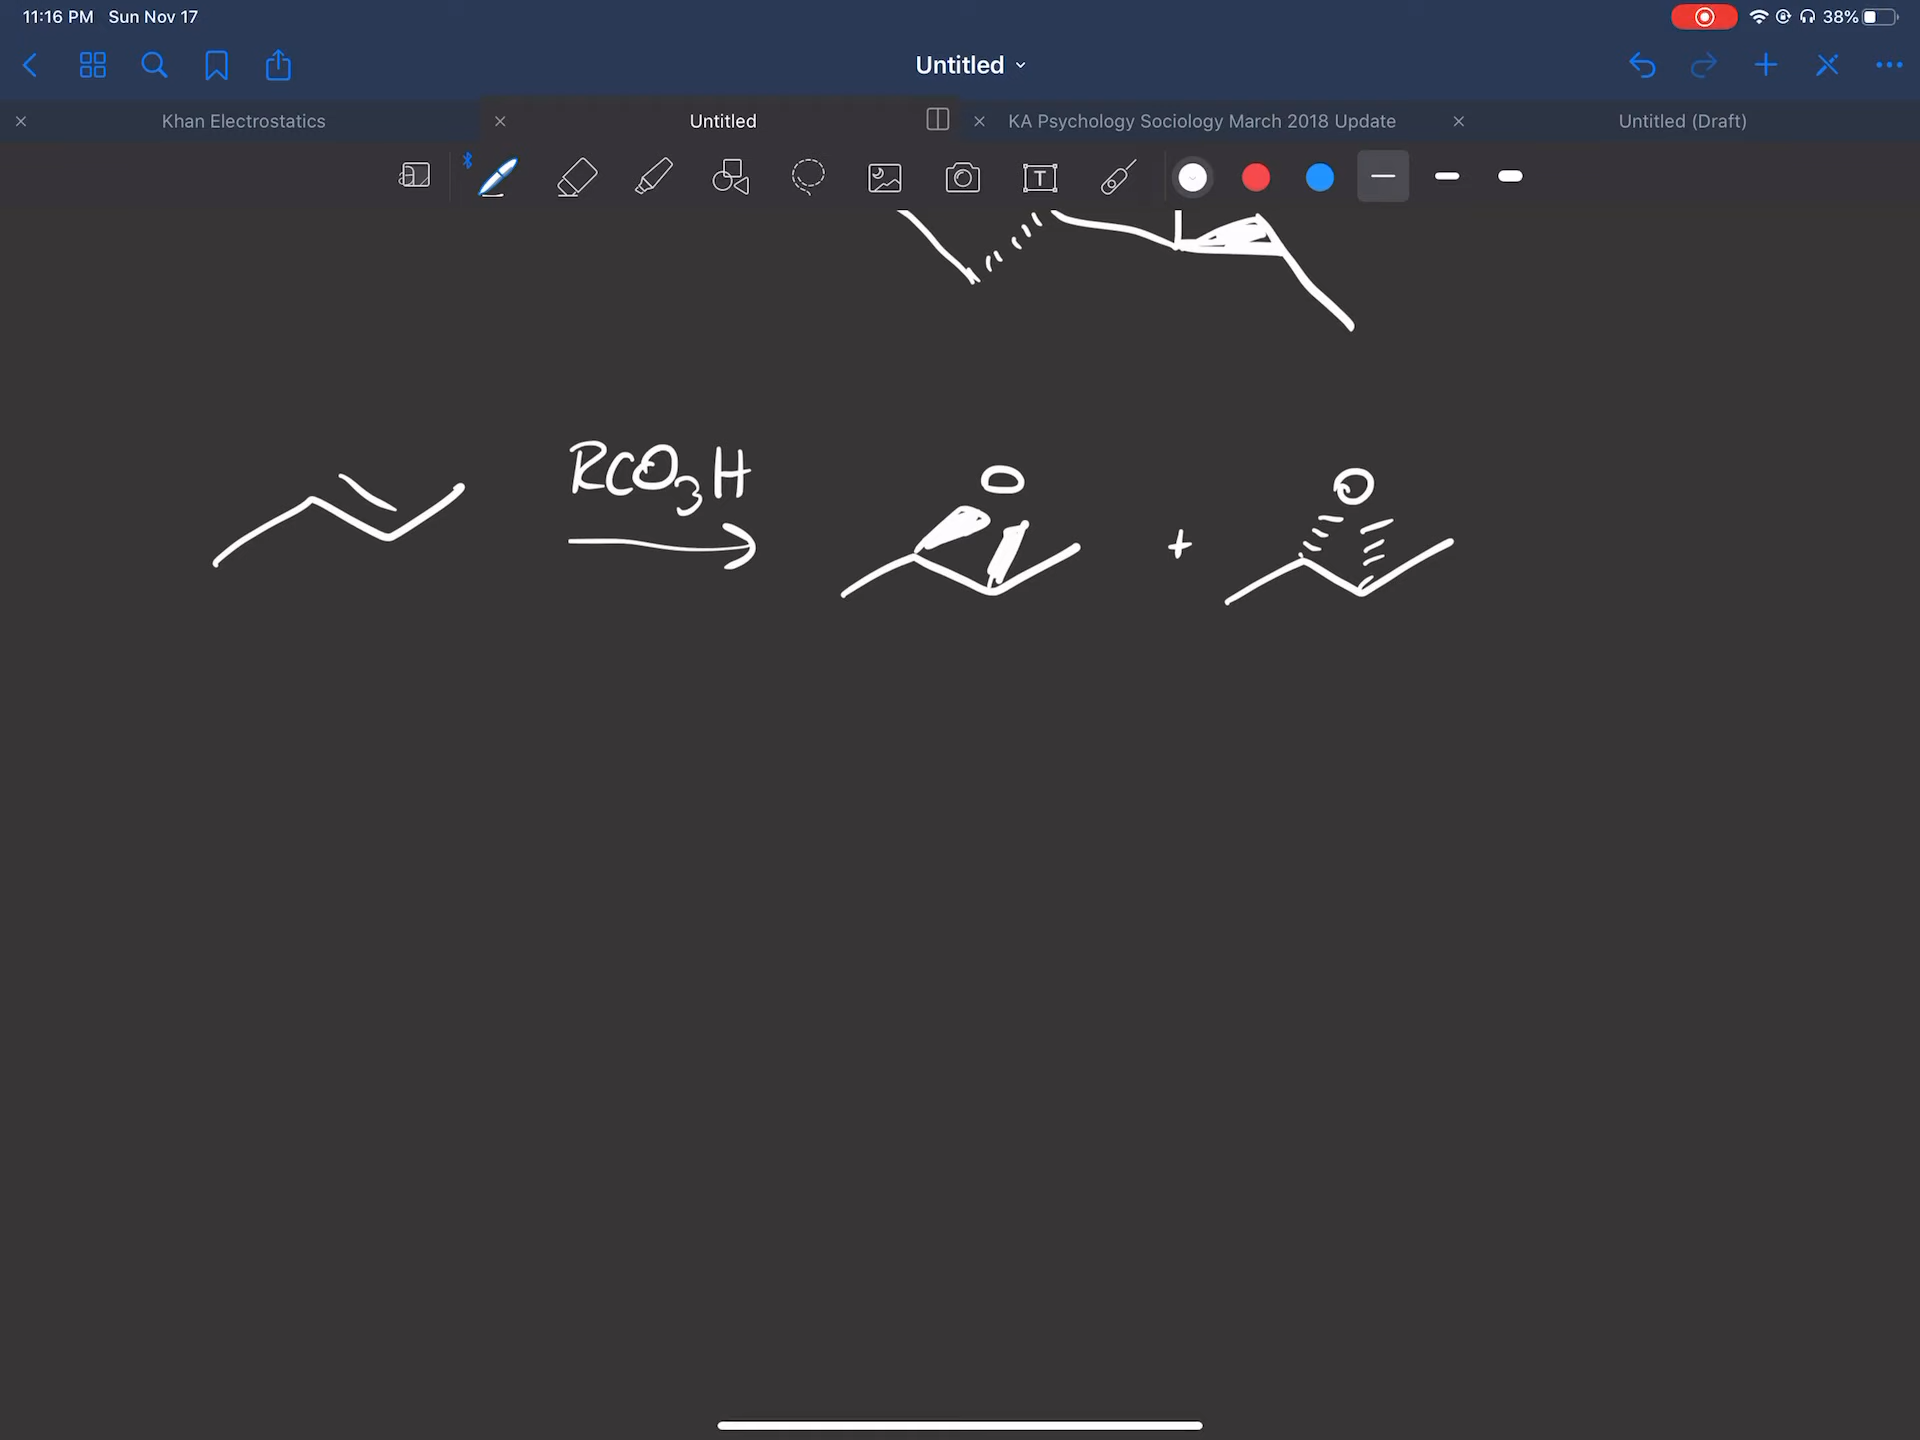 11:16 PM Sun Nov 17
38%
Untitled
Khan Electrostatics
Untitled
KA Psychology Sociology March 2018 Update
Untitled (Draft)
T
RCO₃H
O
+
O